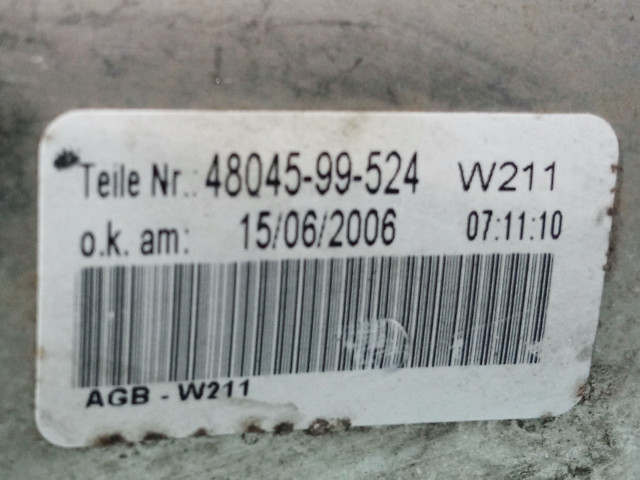 Teile Nr.: 48045-99-524 W211
o.k. am: 15/06/2006 07:11:10
AGB - W211